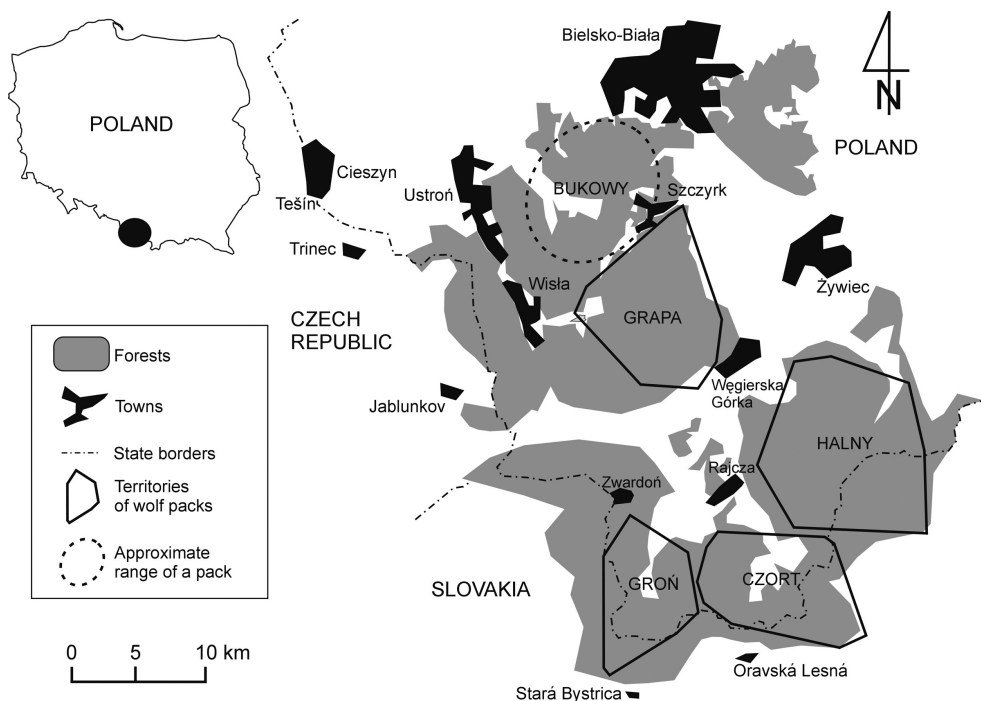 POLAND
Bielsko-Biała
N
POLAND
Cieszyn
Tešín
Ustroń
BUKOWY
Szczyrk
Trinec
Wisła
Żywiec
CZECH
REPUBLIC
GRAPA
Forests
Węgierska
Górka
Jablunkov
Towns
HALNY
State borders
Rajcza
Zwardoń
Territories
of wolf packs
Approximate
range of a pack
SLOVAKIA
GROŃ
CZORT
0 5 10 km
Oravská Lesná
Stará Bystrica